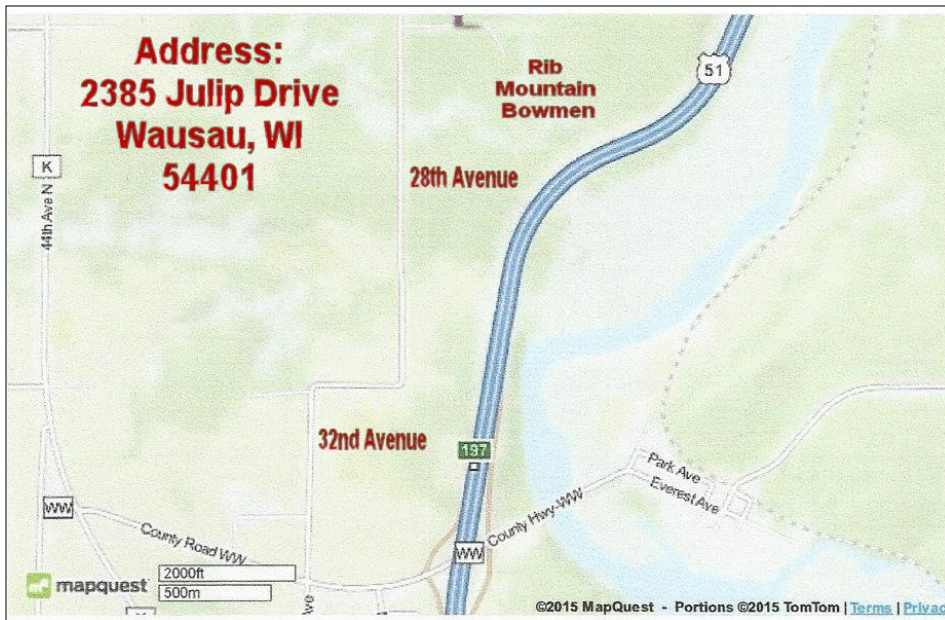 Address:
2385 Julip Drive
Wausau, WI
54401
Rib
Mountain
Bowmen
51
K
44th Ave N
28th Avenue
32nd Avenue
197
Park Ave
Everest Ave
WW
County Road WW
WW
County Hwy-WW
mapquest
2000ft
500m
ve
©2015 MapQuest - Portions ©2015 TomTom | Terms | Privac